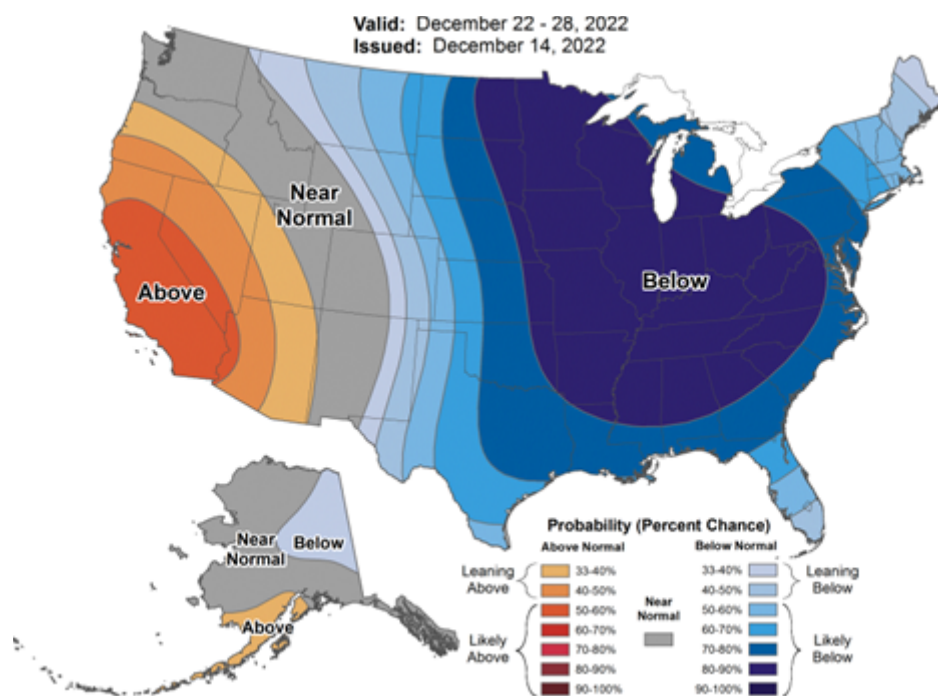 Valid: December 22 - 28, 2022
Issued: December 14, 2022
Near
Normal
Above
Below
Near
Normal
Below
Above
Probability (Percent Chance)
Above Normal
Below Normal
Leaning
Above
33-40%
40-50%
Likely
Above
50-60%
60-70%
70-80%
80-90%
90-100%
Near
Normal
33-40%
40-50%
Leaning
Below
50-60%
60-70%
70-80%
80-90%
90-100%
Likely
Below